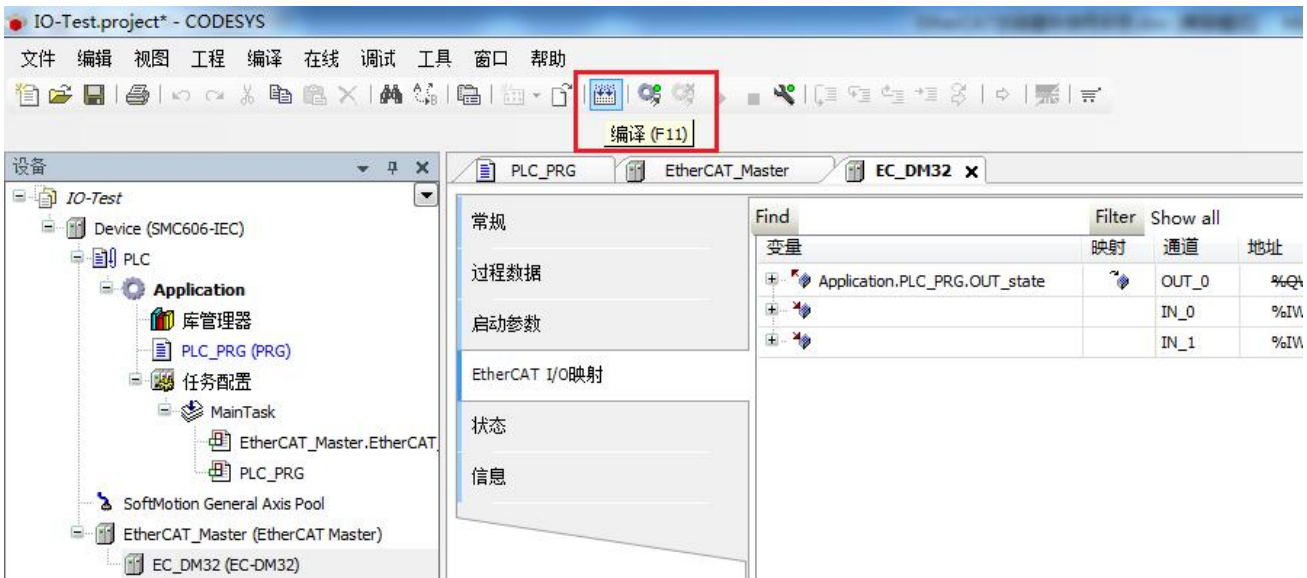 IO-Test.project* - CODESYS
文件 编辑 视图 工程 编译 在线 调试 工具 窗口 帮助
编译 (F11)
设备
IO-Test
Device (SMC606-IEC)
PLC
Application
库管理器
PLC_PRG (PRG)
任务配置
MainTask
EtherCAT_Master.EtherCAT_
PLC_PRG
SoftMotion General Axis Pool
EtherCAT_Master (EtherCAT Master)
EC_DM32 (EC-DM32)
PLC_PRG EtherCAT_Master EC_DM32
常规
过程数据
启动参数
EtherCAT I/O映射
状态
信息
Find Filter Show all
变量 映射 通道 地址
Application.PLC_PRG.OUT_state OUT_0
IN_0 %IW
IN_1 %IW